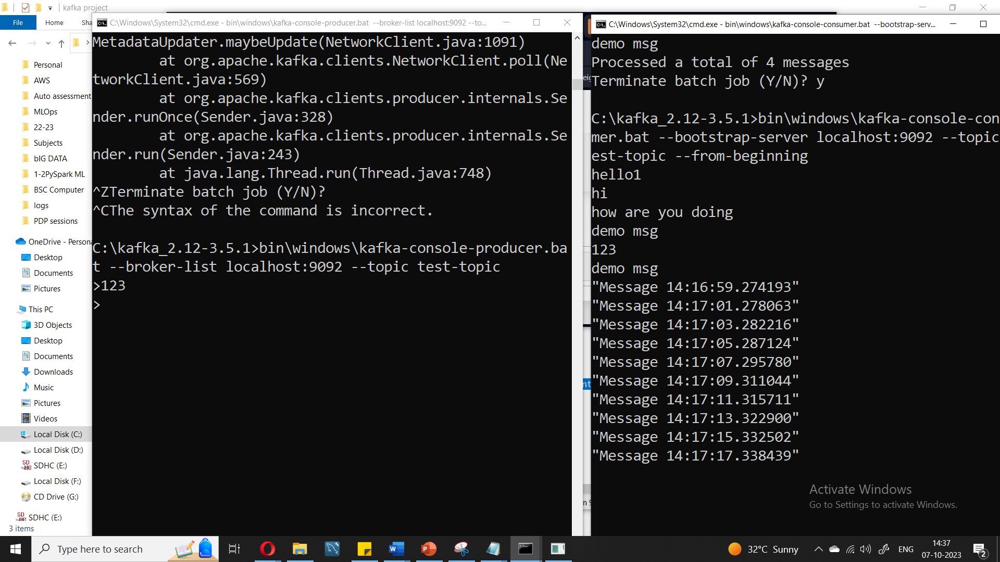 kafka project
File
Home
Sha
Personal
AWS
Auto assessment
MLOps
22-23
Subjects
bIG DATA
1-2PySpark ML
BSC Computer
logs
PDP sessions
OneDrive - Persona
Desktop
Documents
Pictures
This PC
3D Objects
Desktop
Documents
Downloads
Music
Pictures
Videos
Local Disk (C:)
Local Disk (D:)
SDHC (E:)
Local Disk (F:)
CD Drive (G:)
SDHC (E:)
3 items
C:\Windows\System32\cmd.exe - bin\windows\kafka-console-producer.bat --broker-list localhost:9092 --to...
MetadataUpdater.maybeUpdate(NetworkClient.java:1091)
at org.apache.kafka.clients.NetworkClient.poll(Ne
tworkClient.java:569)
at org.apache.kafka.clients.producer.internals.Se
nder.runOnce(Sender.java:328)
at org.apache.kafka.clients.producer.internals.Se
nder.run(Sender.java:243)
at java.lang.Thread.run(Thread.java:748)
^ZTerminate batch job (Y/N)?
^CThe syntax of the command is incorrect.
C:\kafka_2.12-3.5.1>bin\windows\kafka-console-producer.ba
t --broker-list localhost:9092 --topic test-topic
>123
>
C:\Windows\System32\cmd.exe - bin\windows\kafka-console-consumer.bat --bootstrap-serv...
demo msg
Processed a total of 4 messages
Terminate batch job (Y/N)? y
C:\kafka_2.12-3.5.1>bin\windows\kafka-console-con
mer.bat --bootstrap-server localhost:9092 --topic
est-topic --from-beginning
hello1
hi
how are you doing
demo msg
123
demo msg
"Message 14:16:59.274193"
"Message 14:17:01.278063"
"Message 14:17:03.282216"
"Message 14:17:05.287124"
"Message 14:17:07.295780"
"Message 14:17:09.311044"
"Message 14:17:11.315711"
"Message 14:17:13.322900"
"Message 14:17:15.332502"
"Message 14:17:17.338439"
Activate Windows
Go to Settings to activate Windows.
Type here to search
32°C Sunny
ENG
14:37
07-10-2023
2